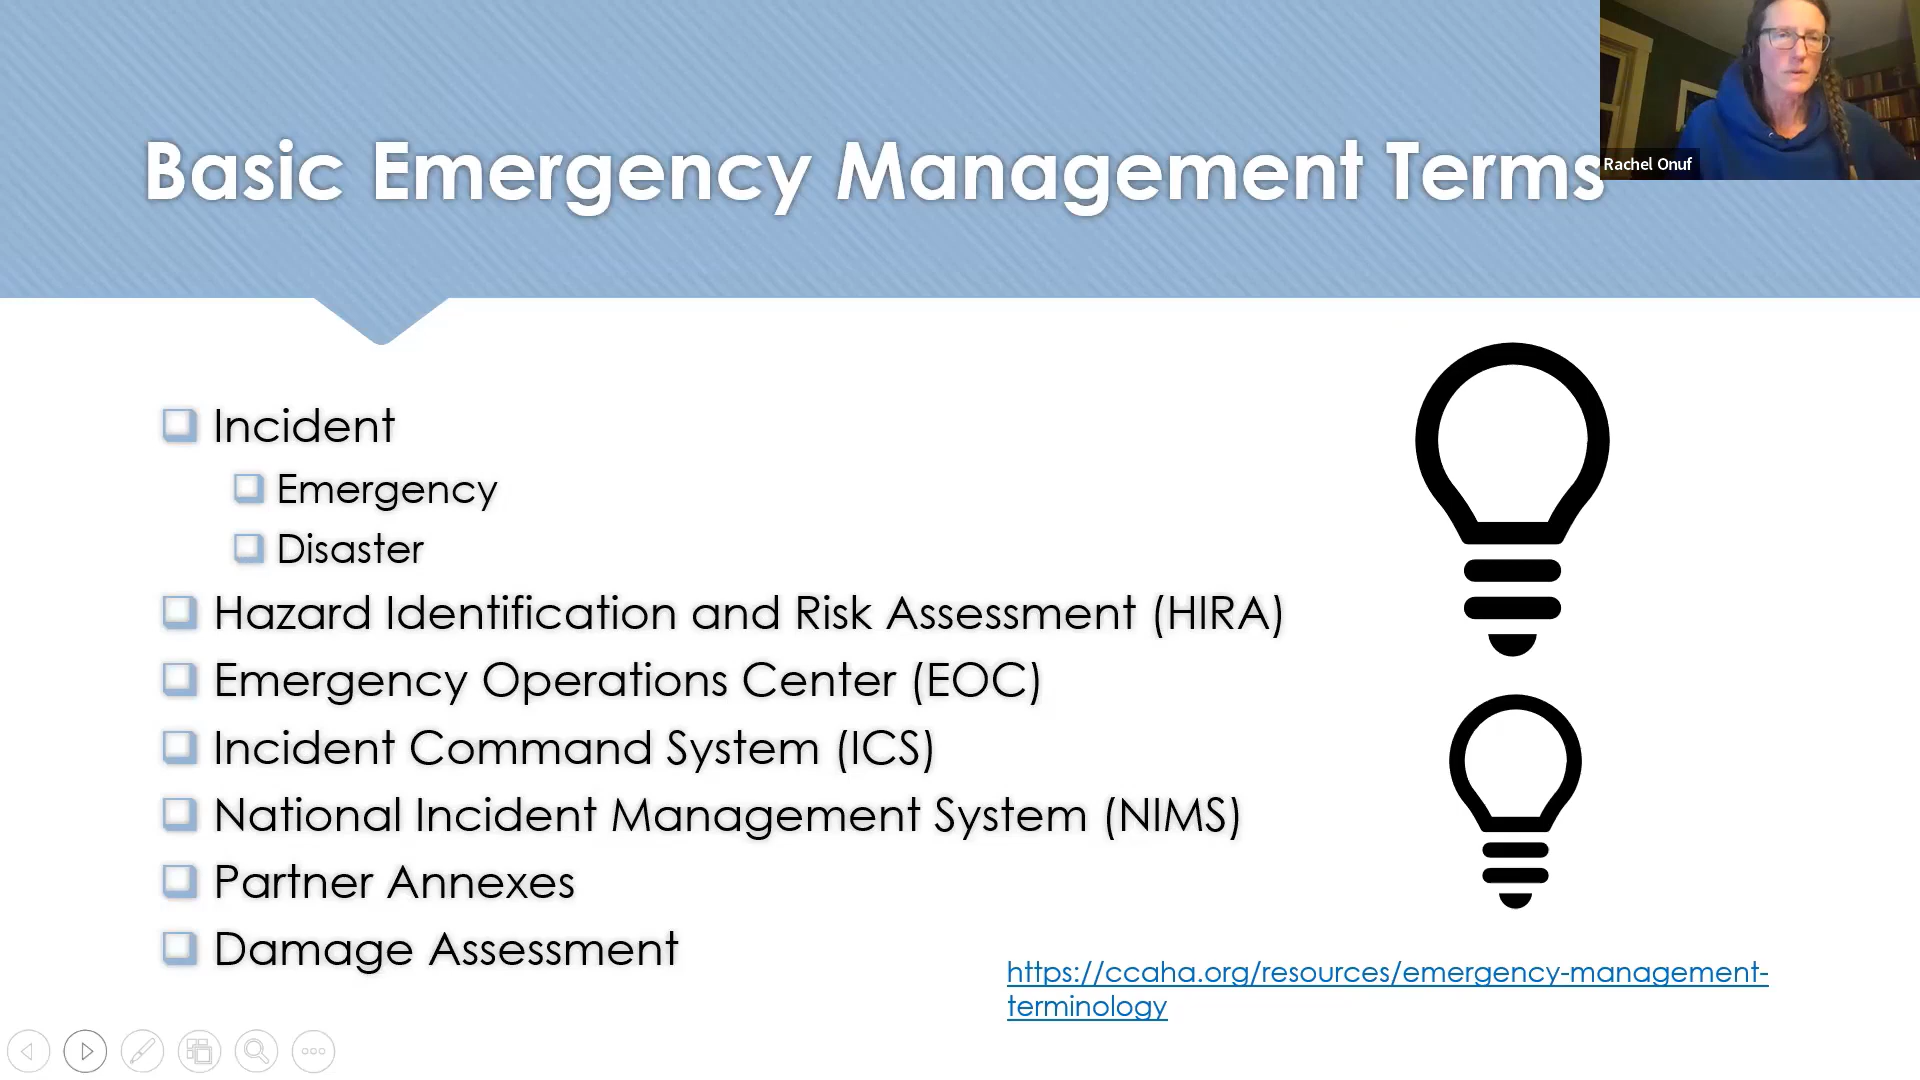 Basic Emergency Management Terms
Rachel Onuf
Incident
Emergency
Disaster
Hazard Identification and Risk Assessment (HIRA)
Emergency Operations Center (EOC)
Incident Command System (ICS)
National Incident Management System (NIMS)
Partner Annexes
Damage Assessment
https://ccaha.org/resources/emergency-management-
terminology